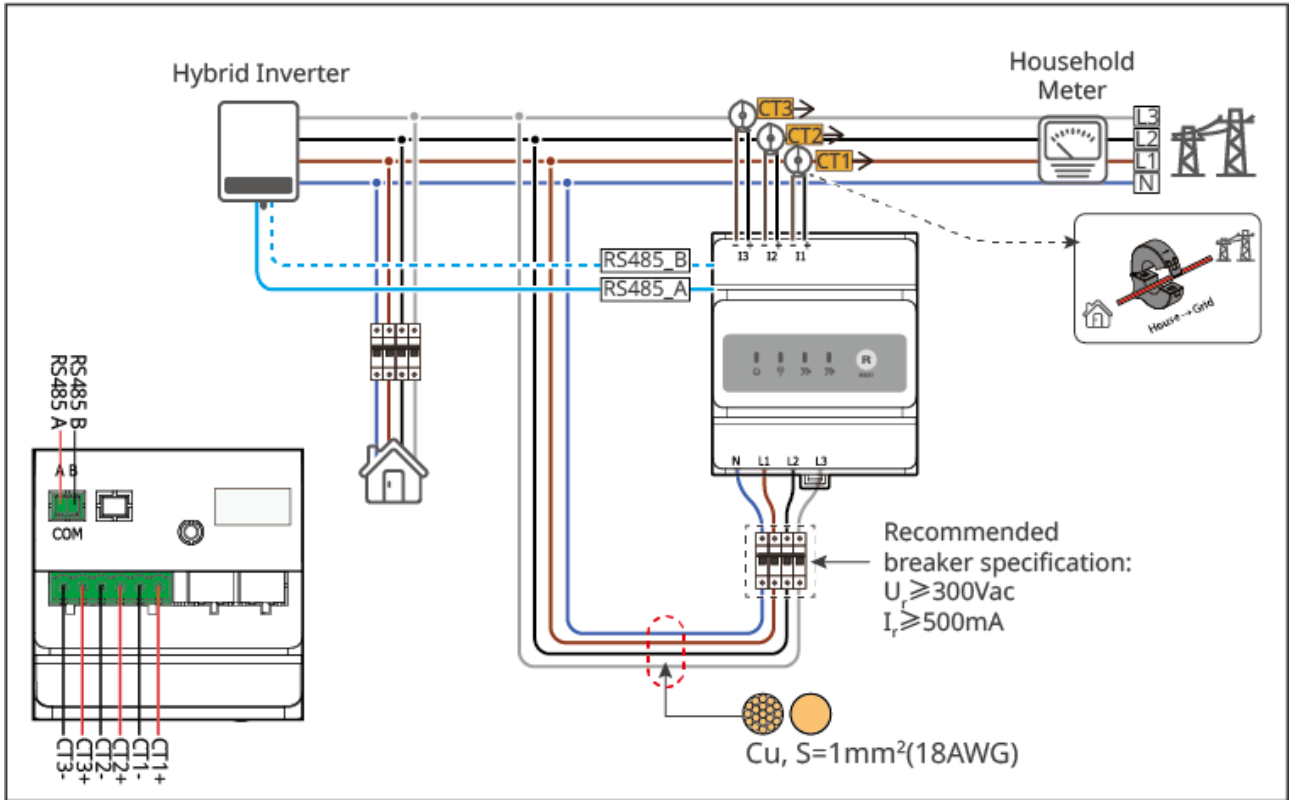 Hybrid Inverter
Household
Meter
CT3
CT2
CT1
L3
L2
L1
N
- +
- +
- +
I3
I2
I1
RS485_B
RS485_A
House→Grid
R
RS485 A
RS485 B
A B
COM
N
L1
L2
L3
Recommended
breaker specification:
Uᵣ≥300Vac
Iᵣ≥500mA
CT3-
CT3+
CT2-
CT2+
CT1-
CT1+
Cu, S=1mm²(18AWG)